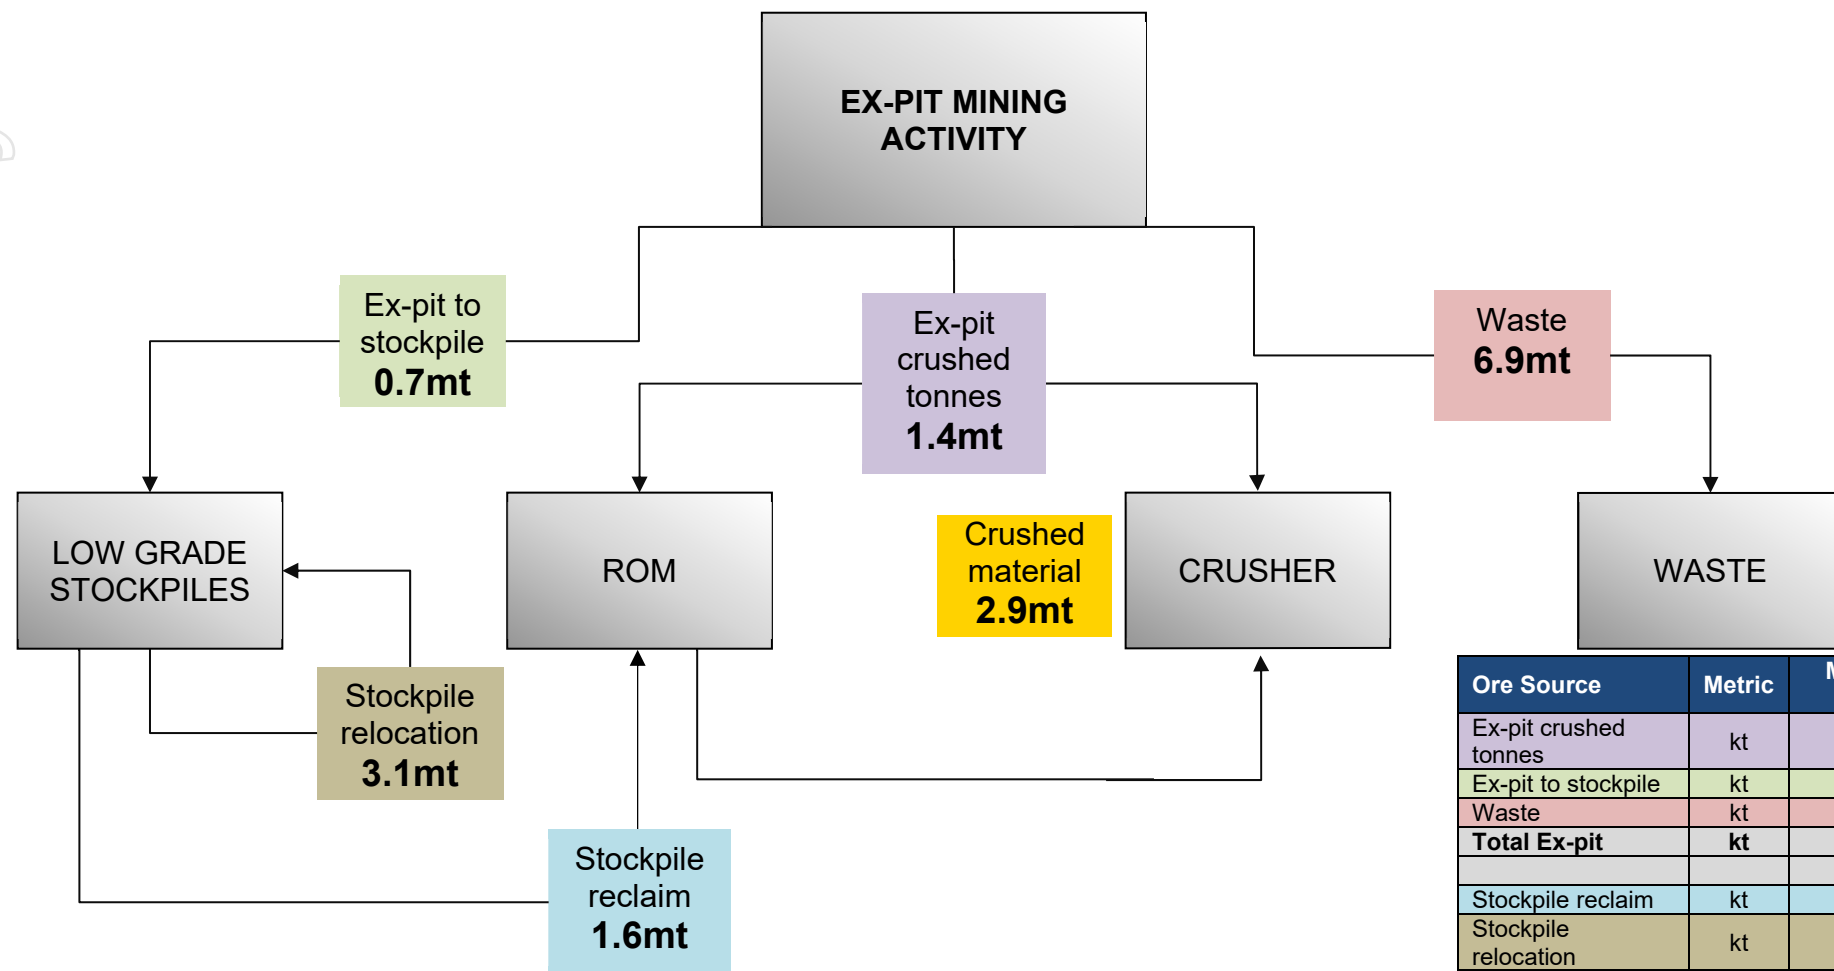 EX-PIT MINING
ACTIVITY
Ex-pit to
stockpile
0.7mt
Ex-pit
crushed
tonnes
1.4mt
Waste
6.9mt
LOW GRADE
STOCKPILES
ROM
Crushed
material
2.9mt
CRUSHER
WASTE
Stockpile
relocation
3.1mt
Stockpile
reclaim
1.6mt
Ore Source Metric
Ex-pit crushed
tonnes kt
Ex-pit to stockpile kt
Waste kt
Total Ex-pit kt
Stockpile reclaim kt
Stockpile
relocation kt